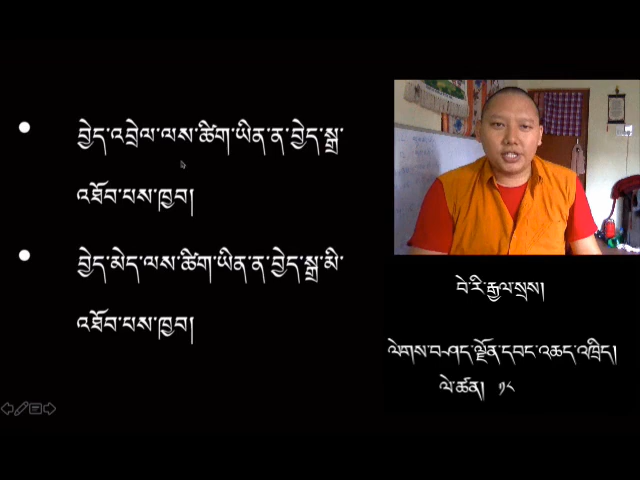 བྱེད་འབྲེལ་ལས་ཚིག་ཡིན་ན་བྱེད་སྒྲ་
འཐོབ་པས་ཁྱབ།
བྱེད་མེད་ལས་ཚིག་ཡིན་ན་བྱེད་སྒྲ་མི་
འཐོབ་པས་ཁྱབ།
བེ་རི་རྒྱལ་སྲས།
ལེགས་བཤད་ལྗོན་དབང་འཆད་འཁྲིད།
ལེ་ཚན། ༡༨